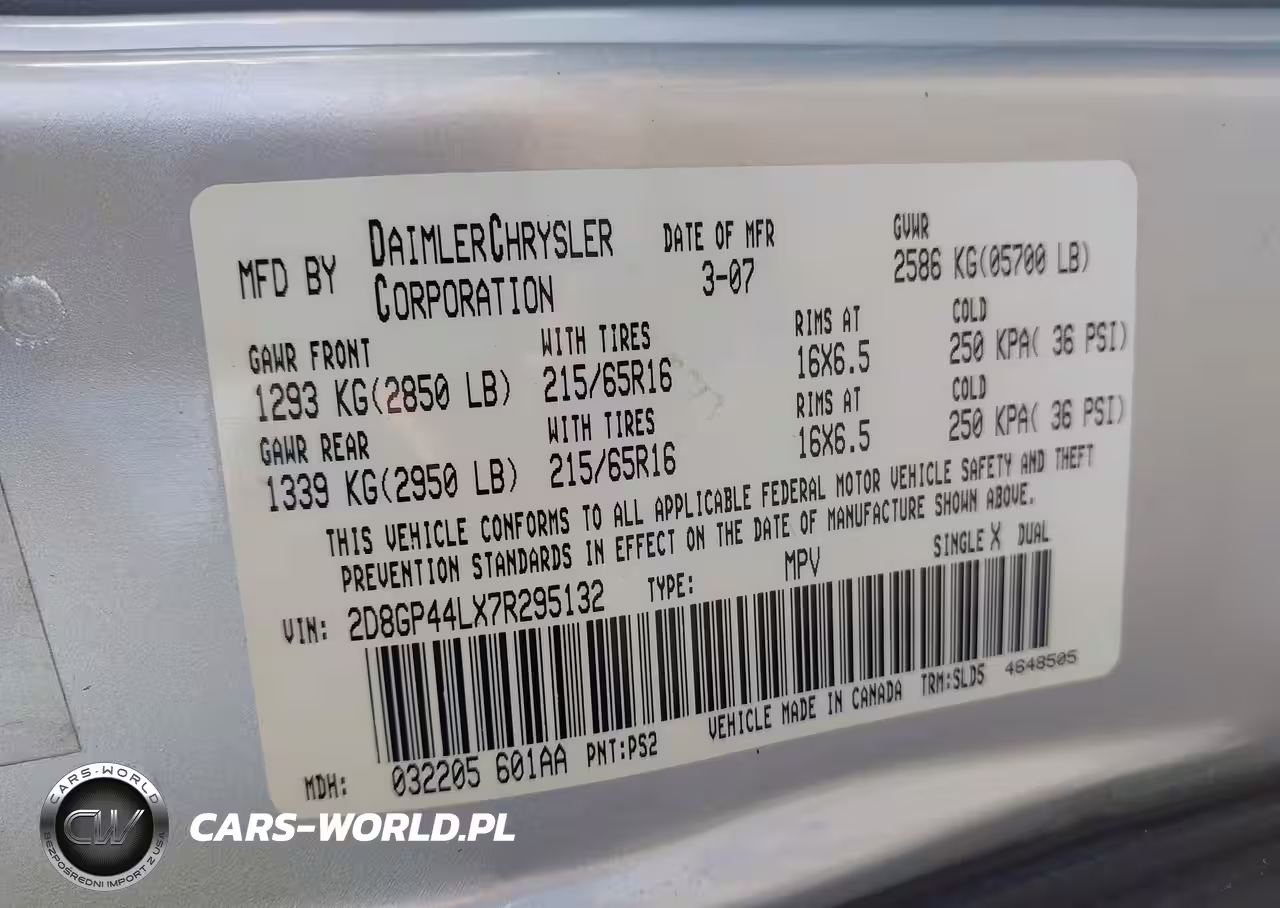 MFD BY DAIMLERCHRYSLER CORPORATION DATE OF MFR 3-07 GVWR 2586 KG(05700 LB)
GAWR FRONT WITH TIRES RIMS AT COLD
1293 KG(2850 LB) 215/65R16 16X6.5 250 KPA( 36 PSI)
GAWR REAR WITH TIRES RIMS AT COLD
1339 KG(2950 LB) 215/65R16 16X6.5 250 KPA( 36 PSI)
THIS VEHICLE CONFORMS TO ALL APPLICABLE FEDERAL MOTOR VEHICLE SAFETY AND THEFT
PREVENTION STANDARDS IN EFFECT ON THE DATE OF MANUFACTURE SHOWN ABOVE.
VIN: 2D8GP44LX7R295132 TYPE: MPV SINGLE X DUAL
MDH: 032205 601AA PNT:PS2 VEHICLE MADE IN CANADA TRM:SLD5 4648505
CARS-WORLD
CW
BEZPOŚREDNI IMPORT Z USA
CARS-WORLD.PL